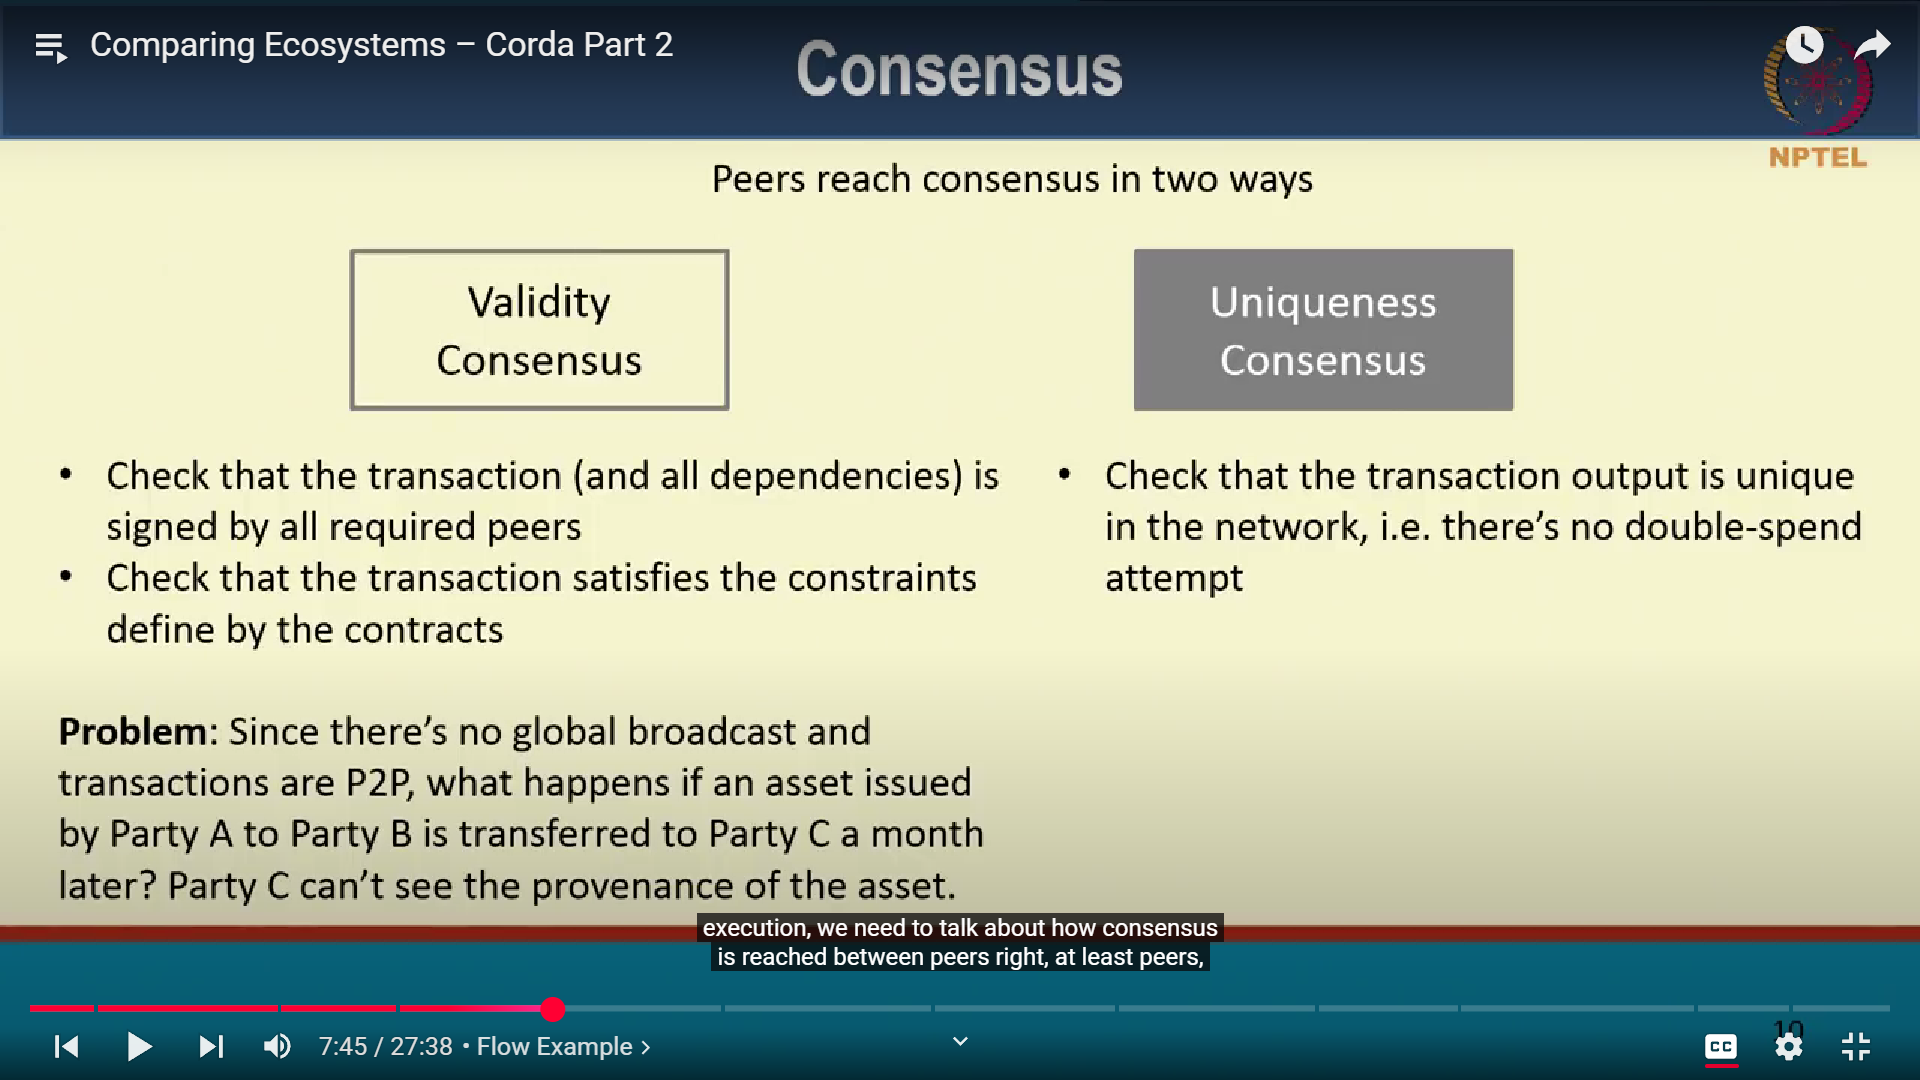 Comparing Ecosystems – Corda Part 2
Consensus
NPTEL
Peers reach consensus in two ways
Validity
Consensus
Uniqueness
Consensus
• Check that the transaction (and all dependencies) is
signed by all required peers
• Check that the transaction satisfies the constraints
define by the contracts
• Check that the transaction output is unique
in the network, i.e. there’s no double-spend
attempt
Problem: Since there’s no global broadcast and
transactions are P2P, what happens if an asset issued
by Party A to Party B is transferred to Party C a month
later? Party C can’t see the provenance of the asset.
execution, we need to talk about how consensus
is reached between peers right, at least peers,
10
7:45 / 27:38 • Flow Example
CC